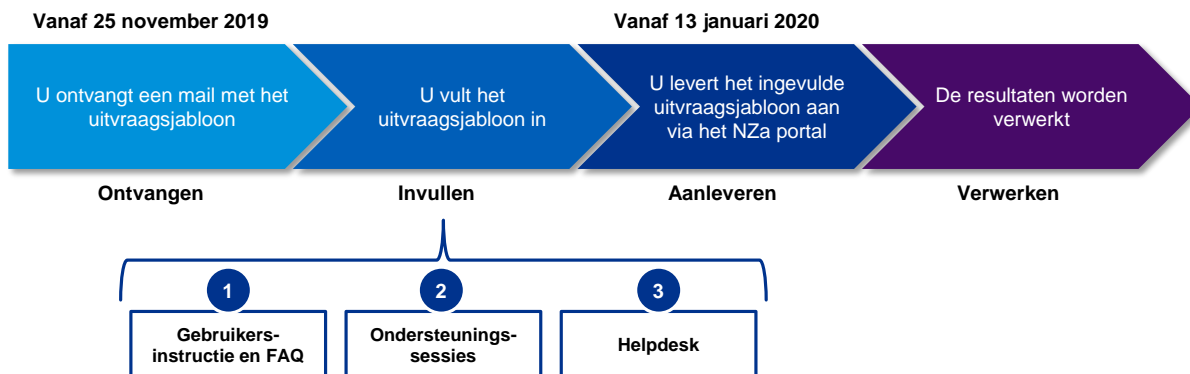 Vanaf 25 november 2019
Vanaf 13 januari 2020
U ontvangt een mail met het
uitvraagsjabloon
U vult het
uitvraagsjabloon in
U levert het ingevulde
uitvraagsjabloon aan
via het NZa portal
De resultaten worden
verwerkt
Ontvangen
Invullen
Aanleveren
Verwerken
1
Gebruikers-
instructie en FAQ
2
Ondersteunings-
sessies
3
Helpdesk